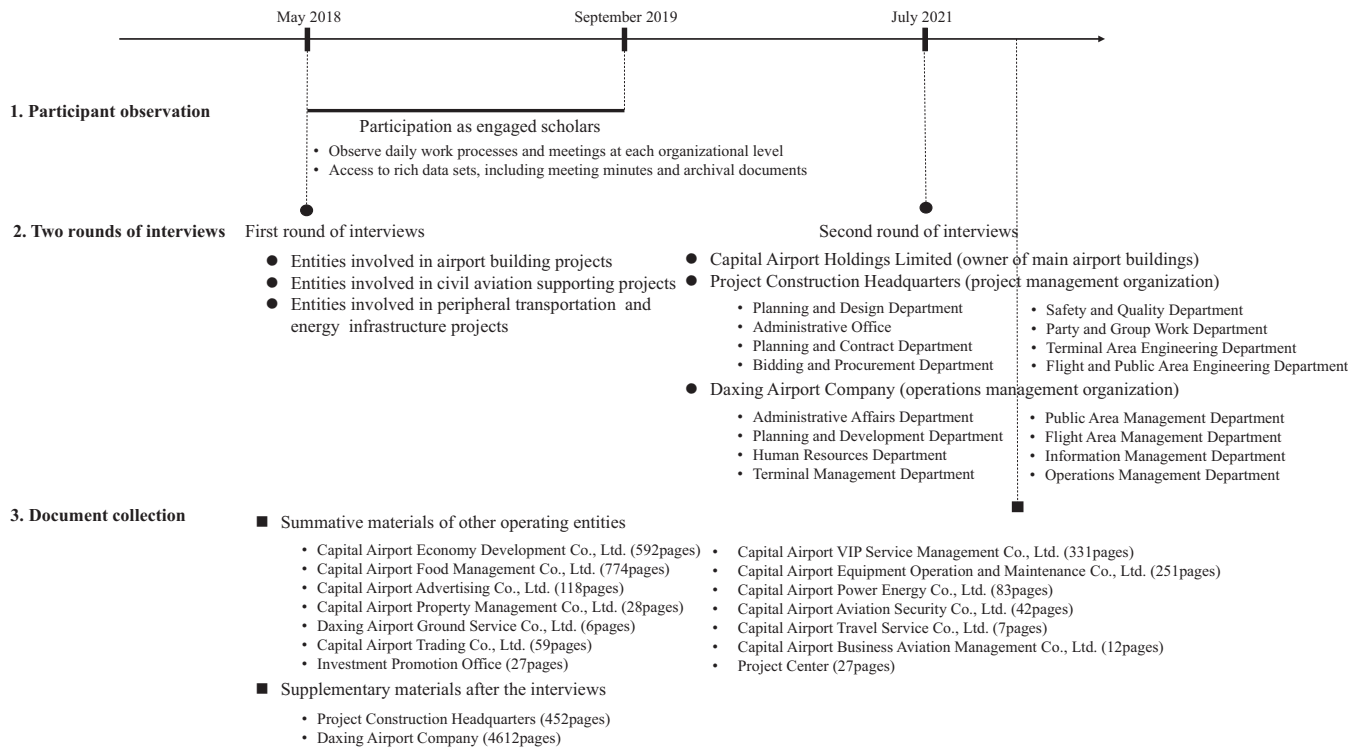 May 2018
September 2019
July 2021
1. Participant observation
Participation as engaged scholars
• Observe daily work processes and meetings at each organizational level
• Access to rich data sets, including meeting minutes and archival documents
2. Two rounds of interviews
First round of interviews
● Entities involved in airport building projects
● Entities involved in civil aviation supporting projects
● Entities involved in peripheral transportation and
energy infrastructure projects
Second round of interviews
● Capital Airport Holdings Limited (owner of main airport buildings)
● Project Construction Headquarters (project management organization)
• Planning and Design Department
• Administrative Office
• Planning and Contract Department
• Bidding and Procurement Department
• Safety and Quality Department
• Party and Group Work Department
• Terminal Area Engineering Department
• Flight and Public Area Engineering Department
● Daxing Airport Company (operations management organization)
• Administrative Affairs Department
• Planning and Development Department
• Human Resources Department
• Terminal Management Department
• Public Area Management Department
• Flight Area Management Department
• Information Management Department
• Operations Management Department
3. Document collection
■ Summative materials of other operating entities
• Capital Airport Economy Development Co., Ltd. (592pages)
• Capital Airport Food Management Co., Ltd. (774pages)
• Capital Airport Advertising Co., Ltd. (118pages)
• Capital Airport Property Management Co., Ltd. (28pages)
• Daxing Airport Ground Service Co., Ltd. (6pages)
• Capital Airport Trading Co., Ltd. (59pages)
• Investment Promotion Office (27pages)
• Capital Airport VIP Service Management Co., Ltd. (331pages)
• Capital Airport Equipment Operation and Maintenance Co., Ltd. (251pages)
• Capital Airport Power Energy Co., Ltd. (83pages)
• Capital Airport Aviation Security Co., Ltd. (42pages)
• Capital Airport Travel Service Co., Ltd. (7pages)
• Capital Airport Business Aviation Management Co., Ltd. (12pages)
• Project Center (27pages)
■ Supplementary materials after the interviews
• Project Construction Headquarters (452pages)
• Daxing Airport Company (4612pages)